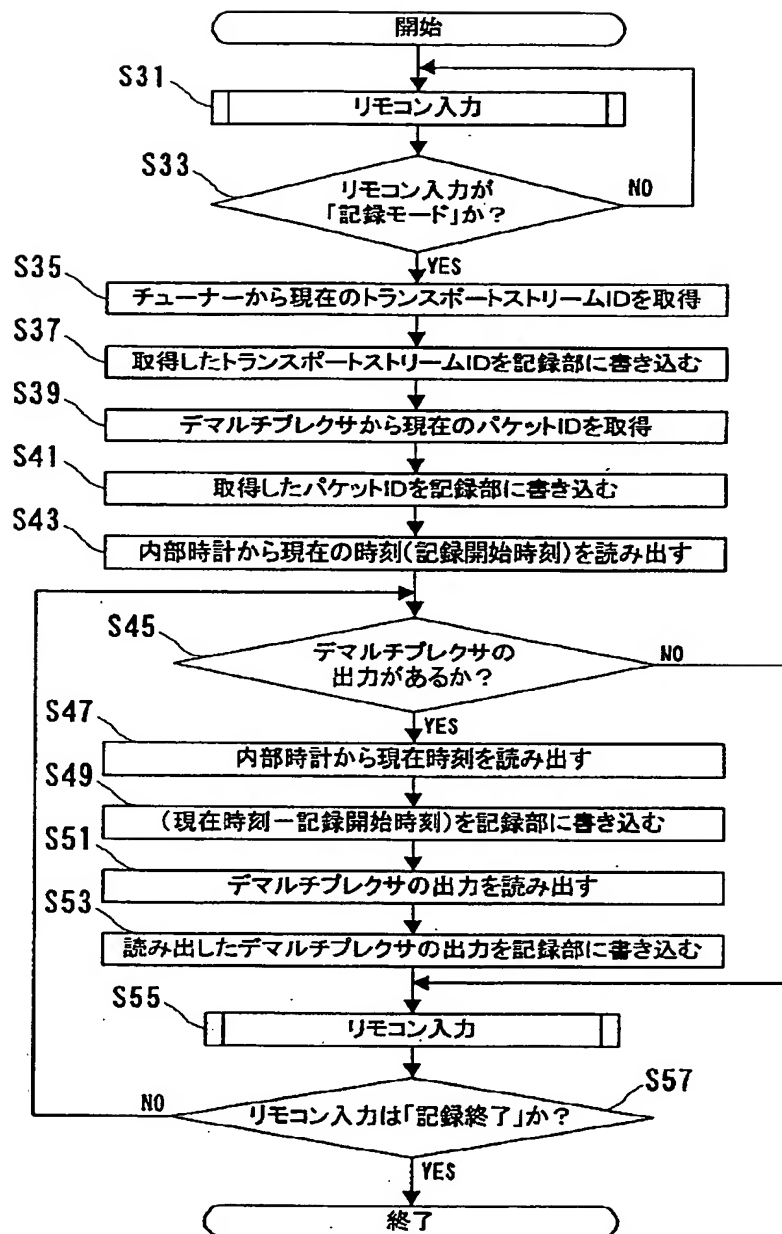 開始
S31
リモコン入力
S33
リモコン入力が
「記録モード」か？
NO
YES
S35
チューナーから現在のトランスポートストリームIDを取得
S37
取得したトランスポートストリームIDを記録部に書き込む
S39
デマルチプレクサから現在のパケットIDを取得
S41
取得したパケットIDを記録部に書き込む
S43
内部時計から現在の時刻(記録開始時刻)を読み出す
S45
デマルチプレクサの
出力があるか？
NO
YES
S47
内部時計から現在時刻を読み出す
S49
(現在時刻－記録開始時刻)を記録部に書き込む
S51
デマルチプレクサの出力を読み出す
S53
読み出したデマルチプレクサの出力を記録部に書き込む
S55
リモコン入力
S57
リモコン入力は「記録終了」か？
NO
YES
終了